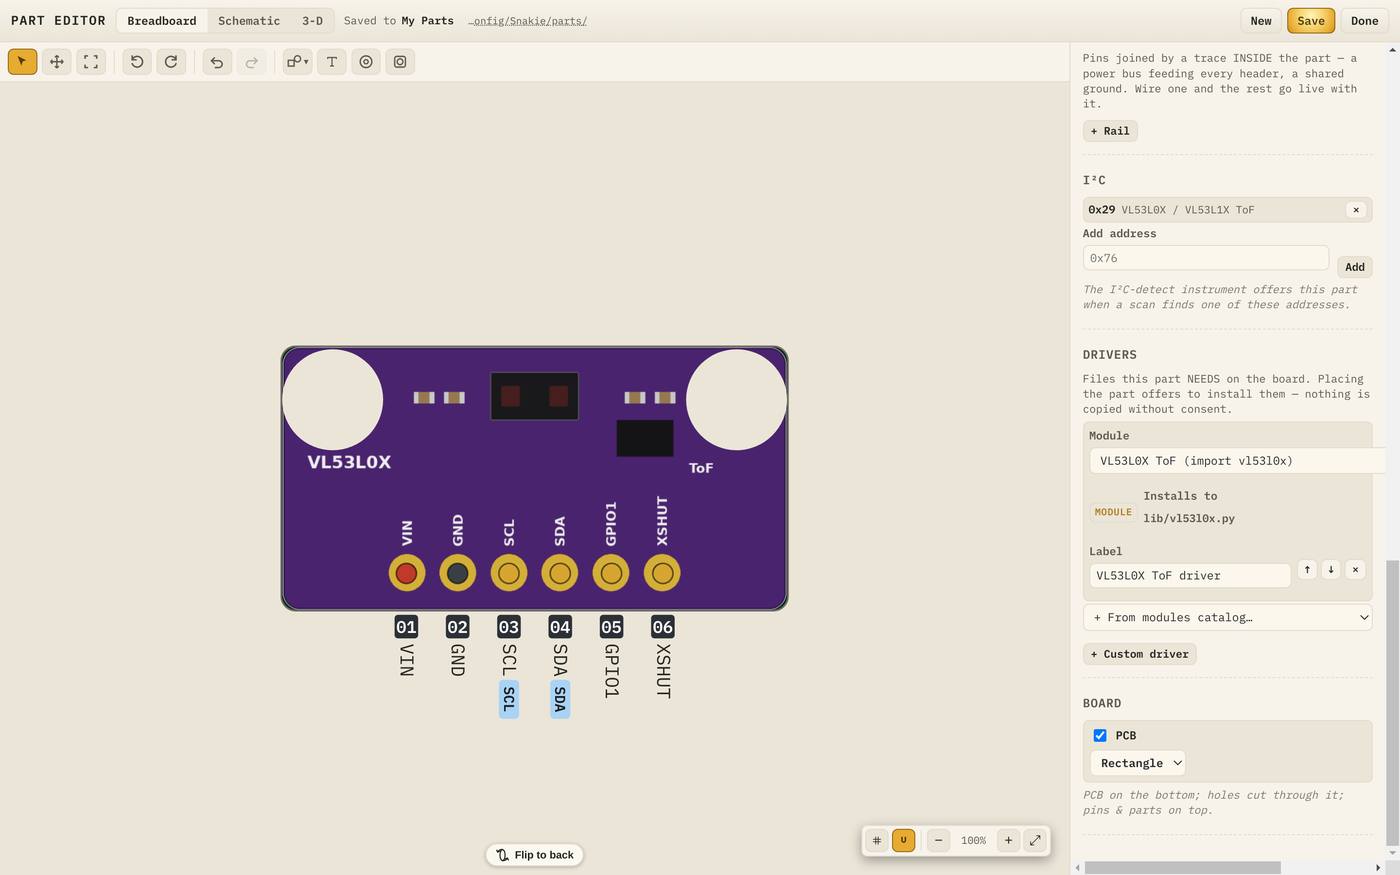 PART EDITOR
Breadboard
Schematic
3-D
Saved to My Parts
…onfig/Snakie/parts/
New
Save
Done
T
Pins joined by a trace INSIDE the part — a
power bus feeding every header, a shared
ground. Wire one and the rest go live with
it.
+ Rail
I²C
0x29 VL53L0X / VL53L1X ToF
×
Add address
0x76
Add
The I²C-detect instrument offers this part
when a scan finds one of these addresses.
DRIVERS
Files this part NEEDS on the board. Placing
the part offers to install them — nothing is
copied without consent.
Module
VL53L0X ToF (import vl53l0x)
MODULE
Installs to
lib/vl53l0x.py
Label
VL53L0X ToF driver
↑ ↓ ×
+ From modules catalog…
+ Custom driver
BOARD
PCB
Rectangle
PCB on the bottom; holes cut through it;
pins & parts on top.
VL53L0X
ToF
VIN
GND
SCL
SDA
GPIO1
XSHUT
01 02 03 04 05 06
VIN
GND
SCL
SDA
GPIO1
XSHUT
SCL
SDA
Flip to back
U
− 100% +